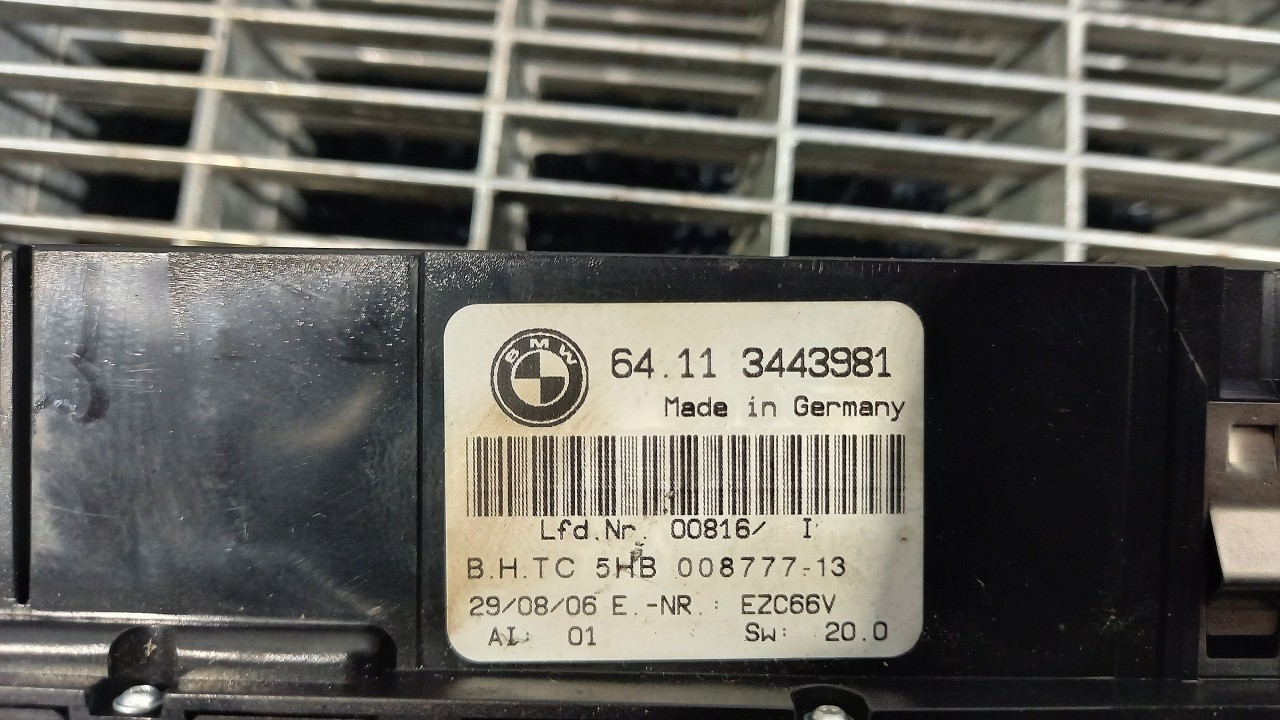 BMW
64.11 3443981
Made in Germany
Lfd.Nr. 00816/ I
B.H.TC 5HB 008777-13
29/08/06 E.-NR.: EZC66V
AI: 01 Sw: 20.0